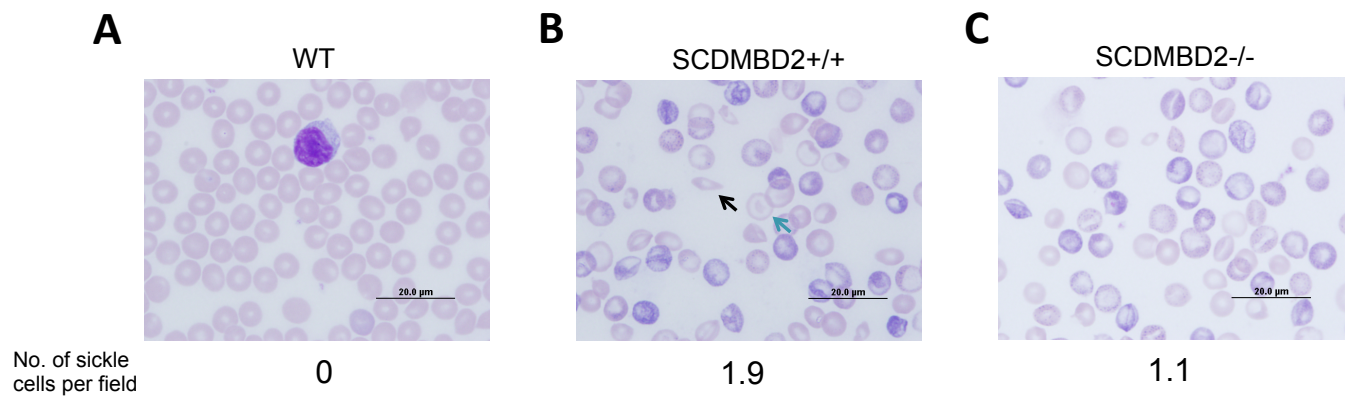 A
WT
20.0 µm
B
SCDMBD2+/+
20.0 µm
C
SCDMBD2-/-
20.0 µm
No. of sickle
cells per field
0
1.9
1.1